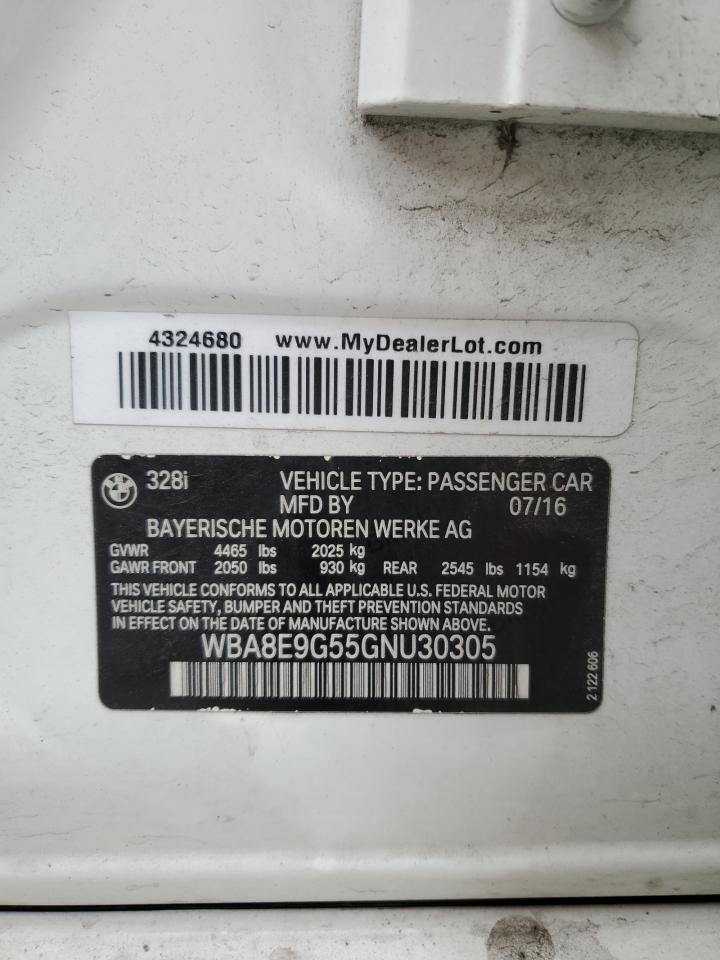 4324680 www.MyDealerLot.com
328i VEHICLE TYPE: PASSENGER CAR
MFD BY 07/16
BAYERISCHE MOTOREN WERKE AG
GVWR 4465 lbs 2025 kg
GAWR FRONT 2050 lbs 930 kg REAR 2545 lbs 1154 kg
THIS VEHICLE CONFORMS TO ALL APPLICABLE U.S. FEDERAL MOTOR
VEHICLE SAFETY, BUMPER AND THEFT PREVENTION STANDARDS
IN EFFECT ON THE DATE OF MANUFACTURE SHOWN ABOVE.
WBA8E9G55GNU30305
2 122 606